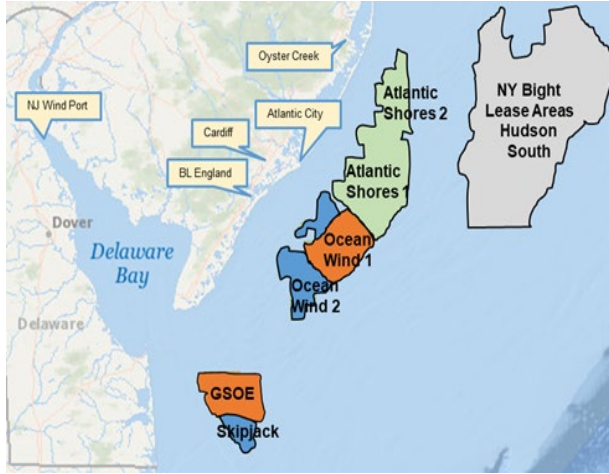 Oyster Creek
NJ Wind Port
Atlantic City
Cardiff
BL England
Atlantic
Shores 2
NY Bight
Lease Areas
Hudson
South
Atlantic
Shores 1
Dover
Delaware
Bay
Ocean
Wind 1
Ocean
Wind 2
Delaware
GSOE
Skipjack